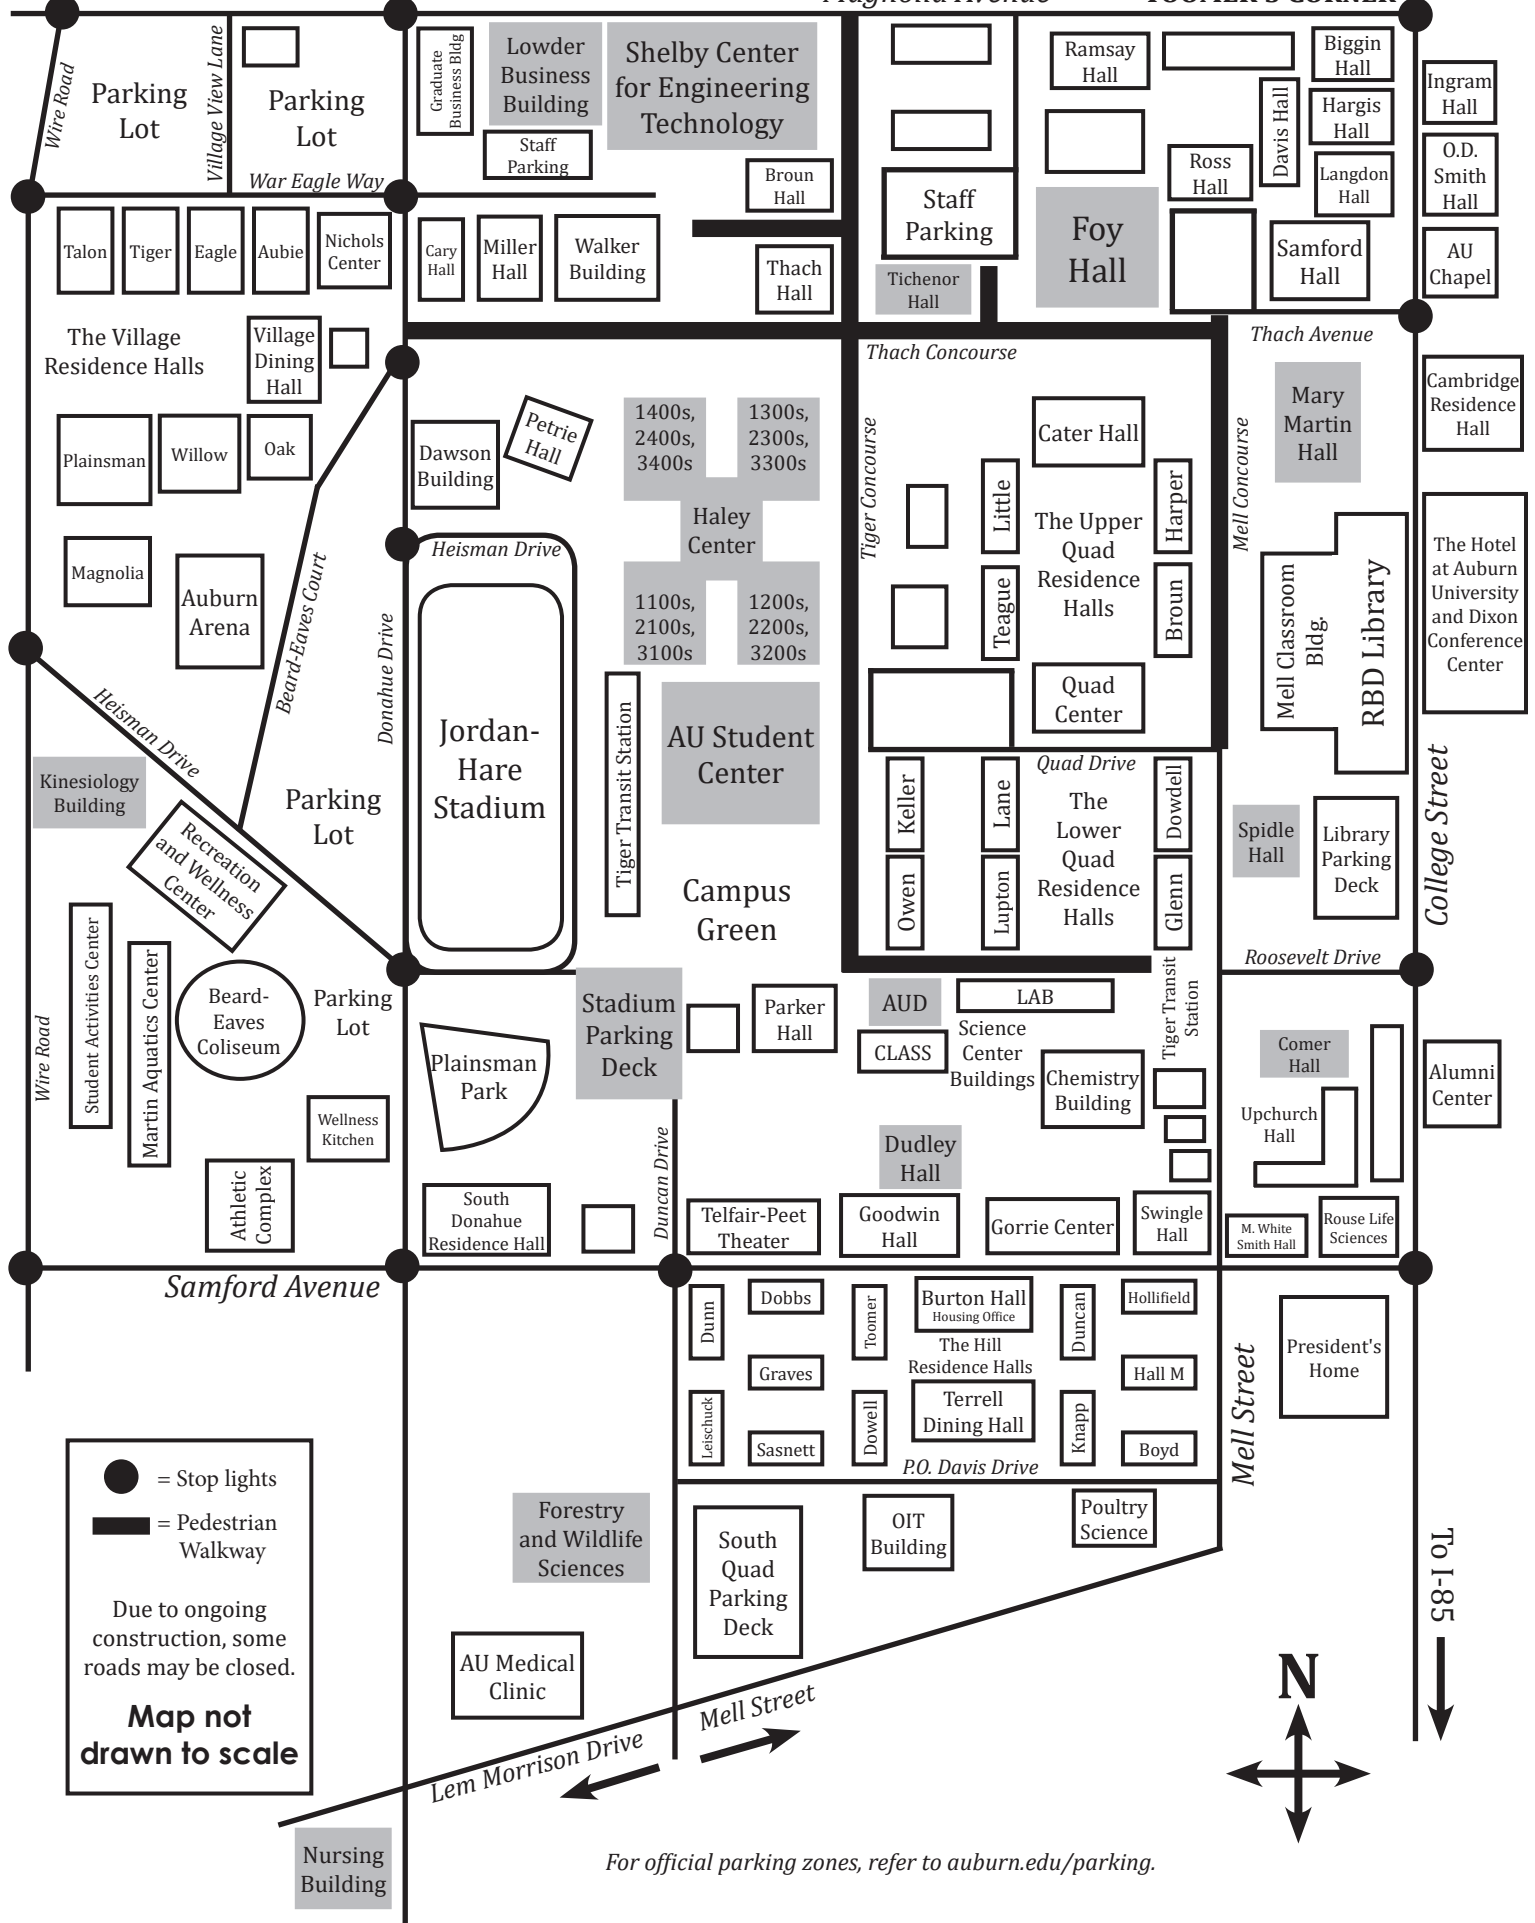 Magnolia Avenue
TOOMER'S CORNER
Wire Road
Parking
Lot
Village View Lane
Parking
Lot
War Eagle Way
Graduate
Business Bldg
Lowder
Business
Building
Staff
Parking
Shelby Center
for Engineering
Technology
Broun
Hall
Staff
Parking
Ramsay
Hall
Biggin
Hall
Hargis
Hall
Davis Hall
Langdon
Hall
Ross
Hall
Ingram
Hall
O.D.
Smith
Hall
AU
Chapel
Talon
Tiger
Eagle
Aubie
Nichols
Center
Cary
Hall
Miller
Hall
Walker
Building
Thach
Hall
Tichenor
Hall
Foy
Hall
Samford
Hall
Thach Concourse
Thach Avenue
The Village
Residence Halls
Village
Dining
Hall
Plainsman
Willow
Oak
Magnolia
Auburn
Arena
Beard-Eaves Court
Dawson
Building
Petrie
Hall
1400s,
2400s,
3400s
1300s,
2300s,
3300s
Haley
Center
1100s,
2100s,
3100s
1200s,
2200s,
3200s
Tiger Concourse
Cater Hall
Little
Teague
The Upper
Quad
Residence
Halls
Harper
Broun
Quad
Center
Mell Concourse
Mary
Martin
Hall
Cambridge
Residence
Hall
Mell Classroom
Bldg.
RBD Library
The Hotel
at Auburn
University
and Dixon
Conference
Center
Heisman Drive
Donahue Drive
Jordan-
Hare
Stadium
Tiger Transit Station
AU Student
Center
Campus
Green
Quad Drive
Keller
Owen
Lane
Lupton
The
Lower
Quad
Residence
Halls
Dowdell
Glenn
Spidle
Hall
Library
Parking
Deck
College Street
Roosevelt Drive
Heisman Drive
Kinesiology
Building
Recreation
and Wellness
Center
Parking
Lot
Wire Road
Student Activities Center
Martin Aquatics Center
Beard-
Eaves
Coliseum
Parking
Lot
Wellness
Kitchen
Athletic
Complex
Plainsman
Park
Stadium
Parking
Deck
South
Donahue
Residence Hall
Duncan Drive
Parker
Hall
AUD
CLASS
LAB
Science
Center
Buildings
Chemistry
Building
Tiger Transit
Station
Dudley
Hall
Telfair-Peet
Theater
Goodwin
Hall
Gorrie Center
Swingle
Hall
Comer
Hall
Upchurch
Hall
M. White
Smith Hall
Rouse Life
Sciences
Alumni
Center
Samford Avenue
Dunn
Dobbs
Toomer
Burton Hall
Housing Office
Duncan
Hollifield
Graves
The Hill
Residence Halls
Hall M
Leischuck
Sasnett
Dowell
Terrell
Dining Hall
Knapp
Boyd
P.O. Davis Drive
Mell Street
President's
Home
= Stop lights
= Pedestrian
Walkway
Due to ongoing
construction, some
roads may be closed.
Map not
drawn to scale
Forestry
and Wildlife
Sciences
South
Quad
Parking
Deck
OIT
Building
Poultry
Science
AU Medical
Clinic
Mell Street
Lem Morrison Drive
To I-85
N
Nursing
Building
For official parking zones, refer to auburn.edu/parking.